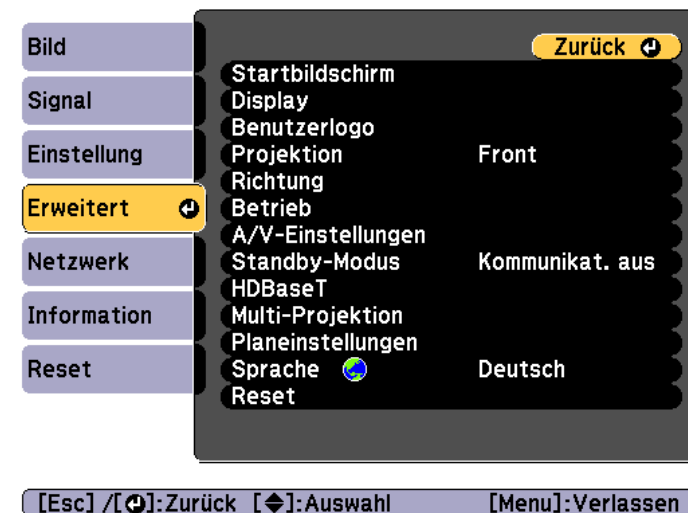 Bild
Signal
Einstellung
Erweitert
Netzwerk
Information
Reset
Zurück
Startbildschirm
Display
Benutzerlogo
Projektion Front
Richtung
Betrieb
A/V-Einstellungen
Standby-Modus Kommunikat. aus
HDBaseT
Multi-Projektion
Planeinstellungen
Sprache Deutsch
Reset
[Esc] /[⏎]:Zurück [◆]:Auswahl [Menu]:Verlassen